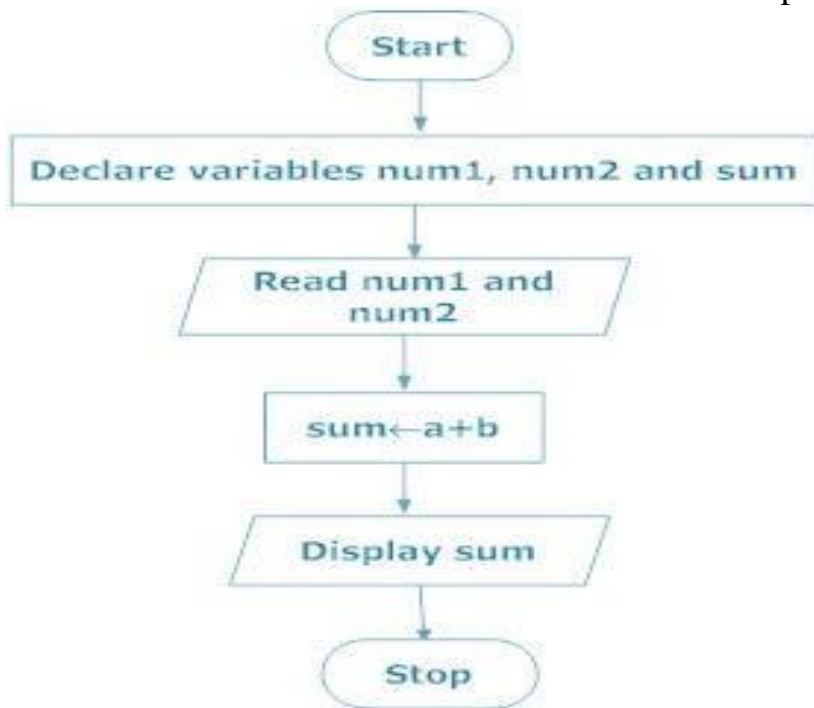 Start
Declare variables num1, num2 and sum
Read num1 and
num2
sum←a+b
Display sum
Stop